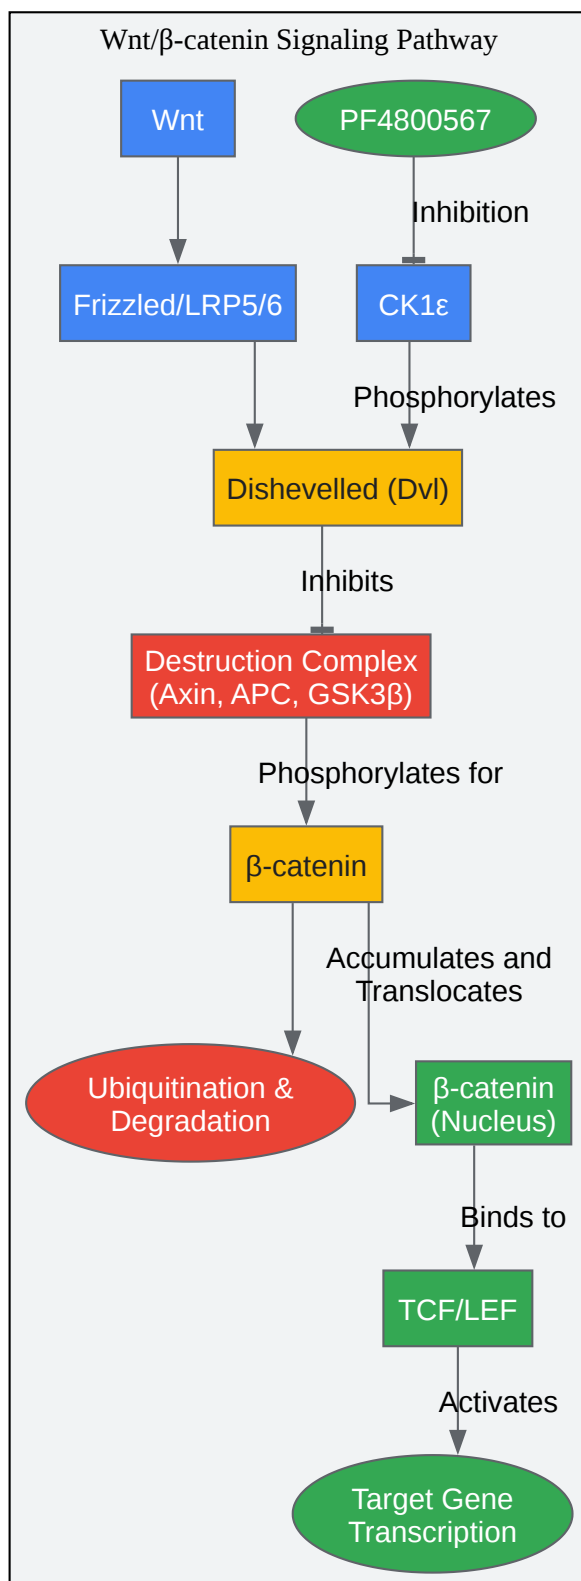 Wnt/β-catenin Signaling Pathway
Wnt
PF4800567
Inhibition
Frizzled/LRP5/6
CK1ε
Phosphorylates
Dishevelled (Dvl)
Inhibits
Destruction Complex
(Axin, APC, GSK3β)
Phosphorylates for
β-catenin
Accumulates and
Translocates
Ubiquitination &
Degradation
β-catenin
(Nucleus)
Binds to
TCF/LEF
Activates
Target Gene
Transcription